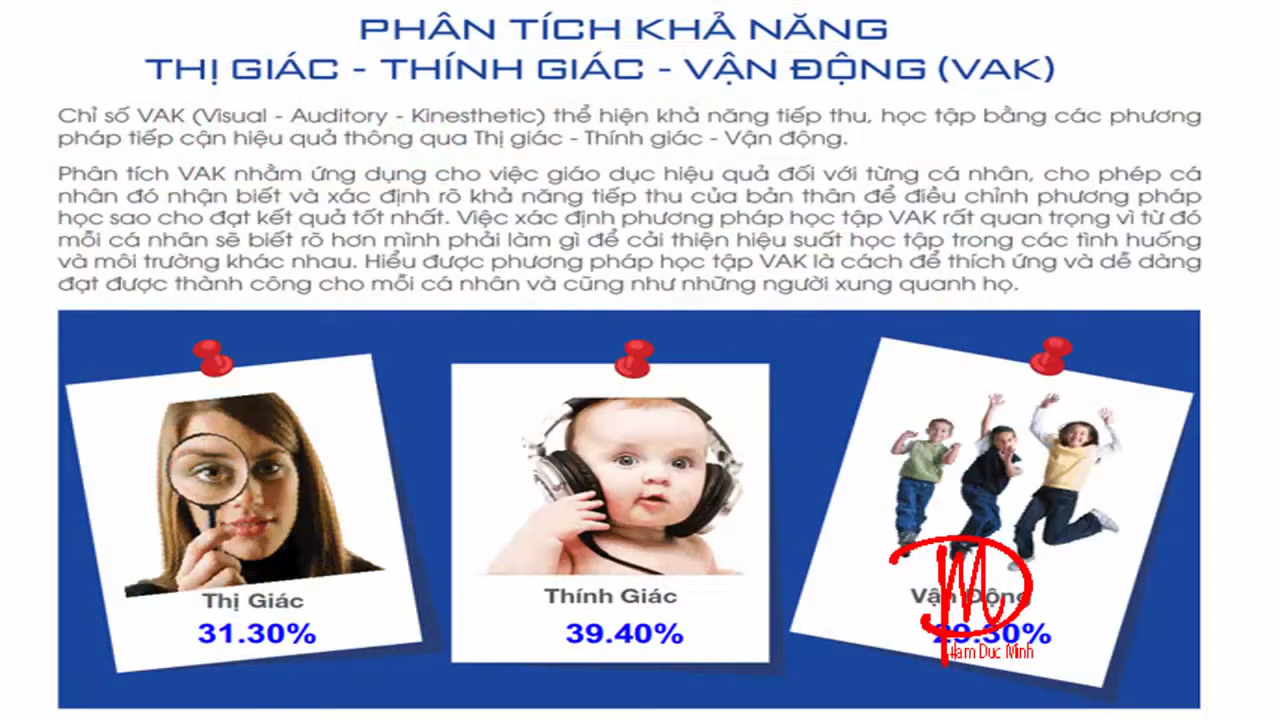 PHÂN TÍCH KHẢ NĂNG
THỊ GIÁC - THÍNH GIÁC - VẬN ĐỘNG (VAK)
Chỉ số VAK (Visual - Auditory - Kinesthetic) thể hiện khả năng tiếp thu, học tập bằng các phương
pháp tiếp cận hiệu quả thông qua Thị giác - Thính giác - Vận động.
Phân tích VAK nhằm ứng dụng cho việc giáo dục hiệu quả đối với từng cá nhân, cho phép cá
nhân đó nhận biết và xác định rõ khả năng tiếp thu của bản thân để điều chỉnh phương pháp
học sao cho đạt kết quả tốt nhất. Việc xác định phương pháp học tập VAK rất quan trọng vì từ đó
mỗi cá nhân sẽ biết rõ hơn mình phải làm gì để cải thiện hiệu suất học tập trong các tình huống
và môi trường khác nhau. Hiểu được phương pháp học tập VAK là cách để thích ứng và dễ dàng
đạt được thành công cho mỗi cá nhân và cũng như những người xung quanh họ.
Thị Giác
31.30%
Thính Giác
39.40%
Vận Động
29.30%
Ham Duc Minh